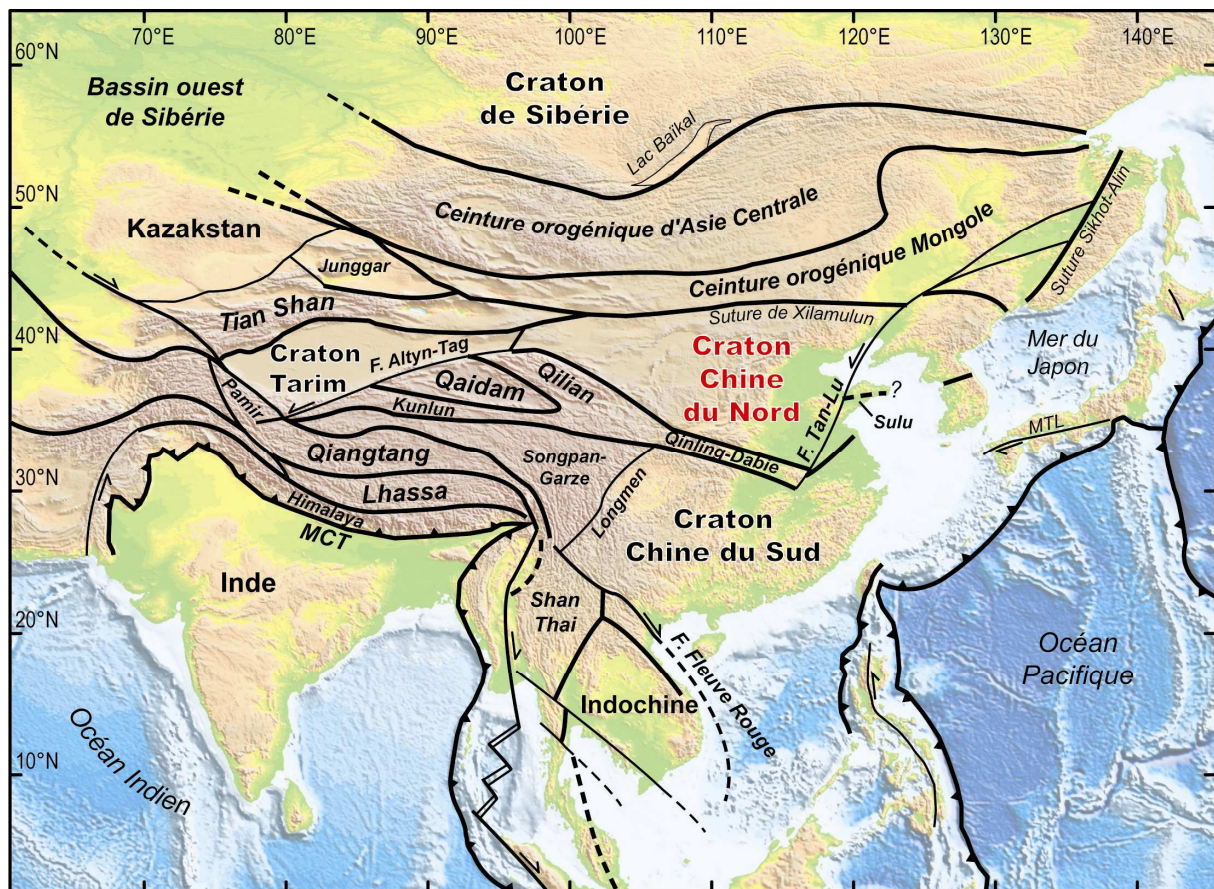 70°E
80°E
90°E
100°E
110°E
120°E
130°E
140°E
60°N
50°N
40°N
30°N
20°N
10°N
Bassin ouest
de Sibérie
Craton
de Sibérie
Lac Baïkal
Kazakstan
Ceinture orogénique d'Asie Centrale
Ceinture orogénique Mongole
Suture Sikhot-Alin
Junggar
Tian Shan
Suture de Xilamulun
Craton
Tarim
F. Altyn-Tag
Craton
Chine
du Nord
Mer du
Japon
Qaidam
Qilian
Pamir
Kunlun
F. Tan-Lu
?
Sulu
MTL
Qinling-Dabie
Qiangtang
Songpan-
Garze
Lhassa
Longmen
Himalaya
MCT
Craton
Chine du Sud
Inde
Shan
Thai
F. Fleuve Rouge
Indochine
Océan
Pacifique
Océan Indien